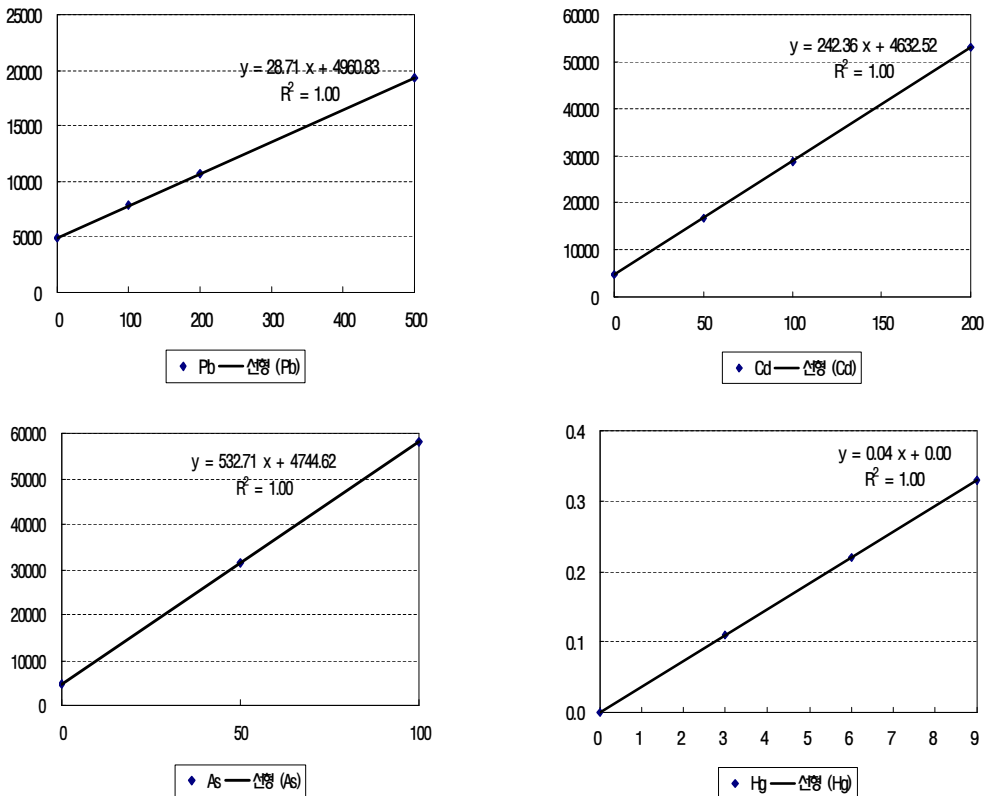 25000
20000
15000
10000
5000
0
y = 28.71 x + 4960.83
R² = 1.00
0 100 200 300 400 500
Pb 선형 (Pb)
60000
50000
40000
30000
20000
10000
0
y = 242.36 x + 4632.52
R² = 1.00
0 50 100 150 200
Cd 선형 (Cd)
60000
50000
40000
30000
20000
10000
0
y = 532.71 x + 4744.62
R² = 1.00
0 50 100
As 선형 (As)
0.4
0.3
0.2
0.1
0.0
y = 0.04 x + 0.00
R² = 1.00
0 1 2 3 4 5 6 7 8 9
Hg 선형 (Hg)